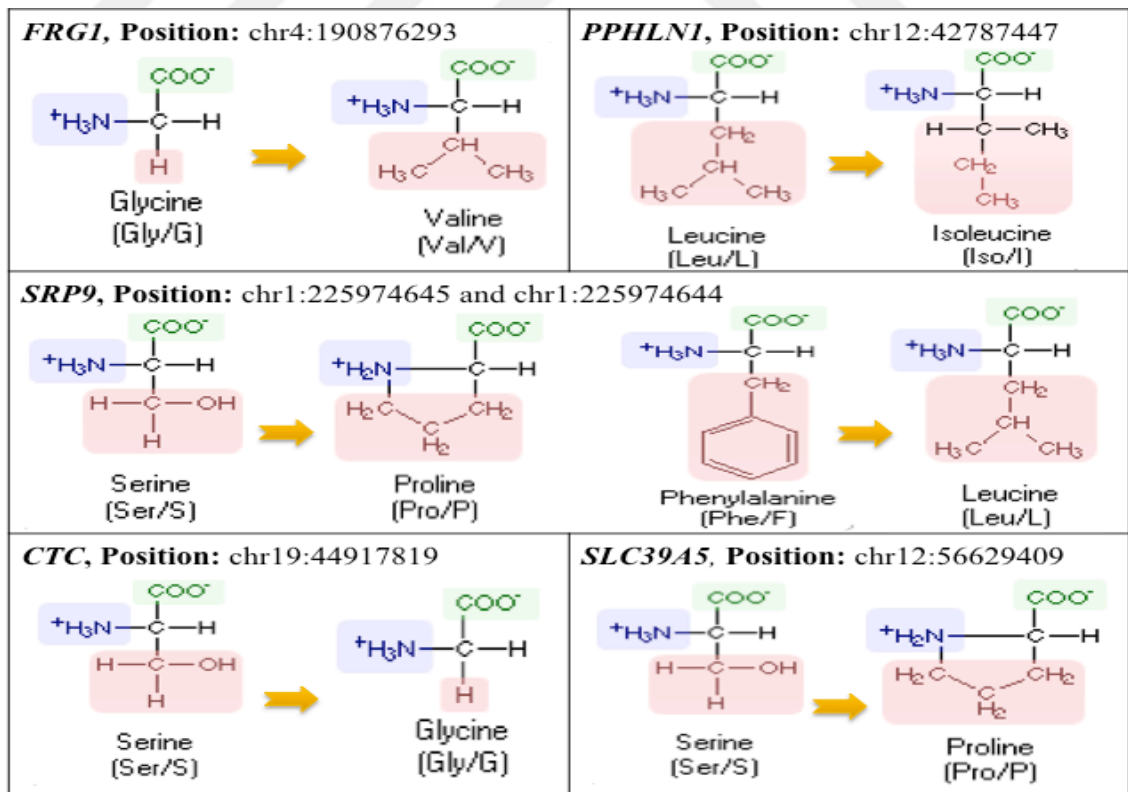 FRG1, Position: chr4:190876293
COO⁻
⁺H₃N—C—H
H
Glycine
(Gly/G)
COO⁻
⁺H₃N—C—H
CH
H₃C CH₃
Valine
(Val/V)
PPHLN1, Position: chr12:42787447
COO⁻
⁺H₃N—C—H
CH₂
CH
H₃C CH₃
Leucine
(Leu/L)
COO⁻
⁺H₃N—C—H
H—C—CH₃
CH₂
CH₃
Isoleucine
(Iso/I)
SRP9, Position: chr1:225974645 and chr1:225974644
COO⁻
⁺H₃N—C—H
H—C—OH
H
Serine
(Ser/S)
COO⁻
⁺H₂N—C—H
H₂C CH₂
C
H₂
Proline
(Pro/P)
COO⁻
⁺H₃N—C—H
CH₂
Phenylalanine
(Phe/F)
COO⁻
⁺H₃N—C—H
CH₂
CH
H₃C CH₃
Leucine
(Leu/L)
CTC, Position: chr19:44917819
COO⁻
⁺H₃N—C—H
H—C—OH
H
Serine
(Ser/S)
COO⁻
⁺H₃N—C—H
H
Glycine
(Gly/G)
SLC39A5, Position: chr12:56629409
COO⁻
⁺H₃N—C—H
H—C—OH
H
Serine
(Ser/S)
COO⁻
⁺H₂N—C—H
H₂C CH₂
C
H₂
Proline
(Pro/P)